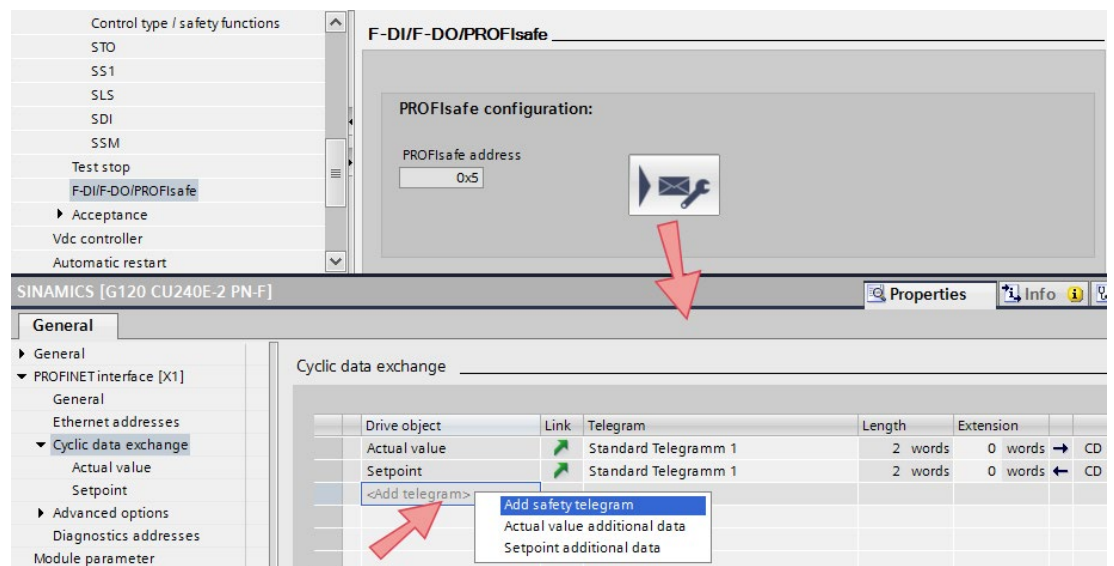 Control type / safety functions
STO
SS1
SLS
SDI
SSM
Test stop
F-DI/F-DO/PROFIsafe
Acceptance
Vdc controller
Automatic restart
F-DI/F-DO/PROFIsafe
PROFIsafe configuration:
PROFIsafe address
0x5
SINAMICS [G120 CU240E-2 PN-F]
Properties
Info
General
General
PROFINET interface [X1]
General
Ethernet addresses
Cyclic data exchange
Actual value
Setpoint
Advanced options
Diagnostics addresses
Module parameter
Cyclic data exchange
Drive object Link Telegram Length Extension
Actual value Standard Telegramm 1 2 words 0 words CD
Setpoint Standard Telegramm 1 2 words 0 words CD
<Add telegram>
Add safety telegram
Actual value additional data
Setpoint additional data